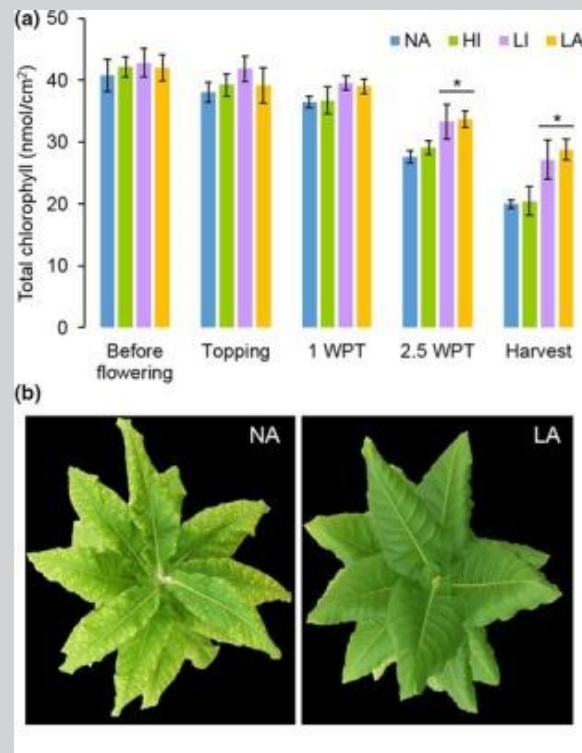 (a)
50
NA HI LI LA
40
30
20
10
0
Total chlorophyll (nmol/cm²)
*
*
Before flowering
Topping
1 WPT
2.5 WPT
Harvest
(b)
NA
LA